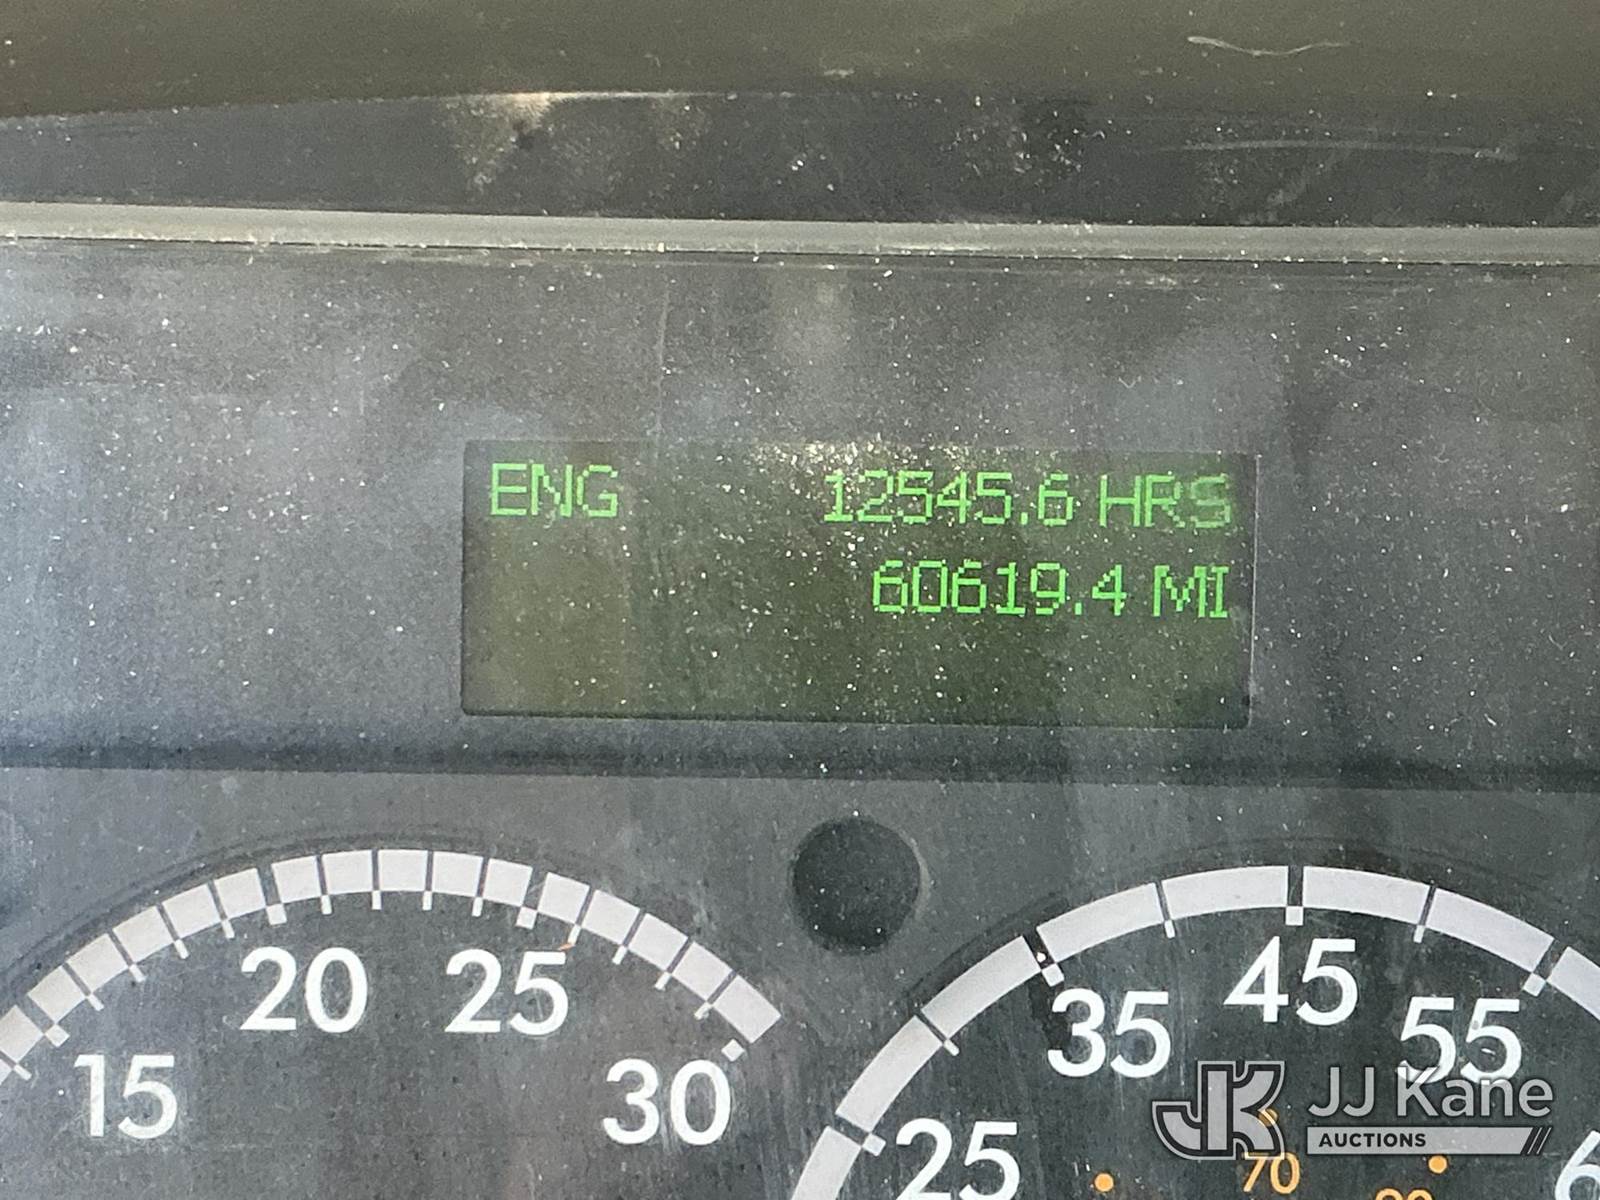 ENG 12545.6 HRS
60619.4 MI
15 20 25 30
25 35 45 55
70
JJ Kane
AUCTIONS